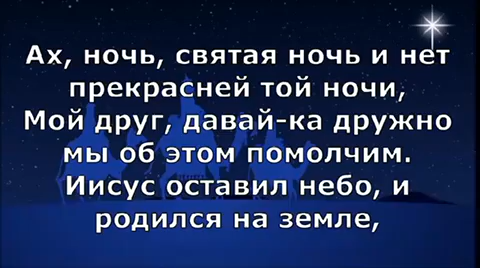 Ах, ночь, святая ночь и нет
прекрасней той ночи,
Мой друг, давай-ка дружно
мы об этом помолчим.
Иисус оставил небо, и
родился на земле,